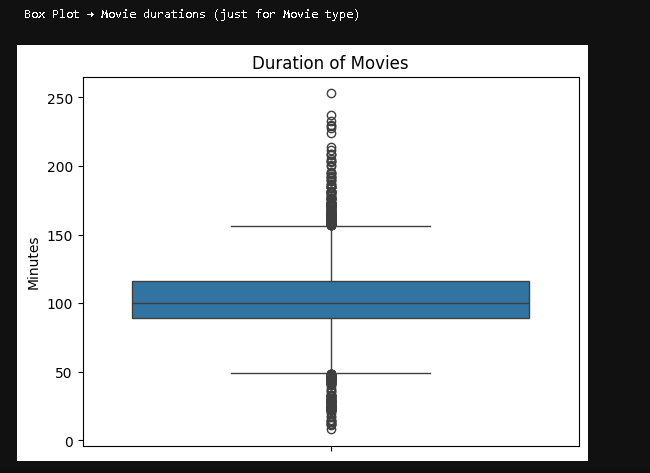 Box Plot → Movie durations (just for Movie type)
Duration of Movies
250
200
150
100
50
0
Minutes